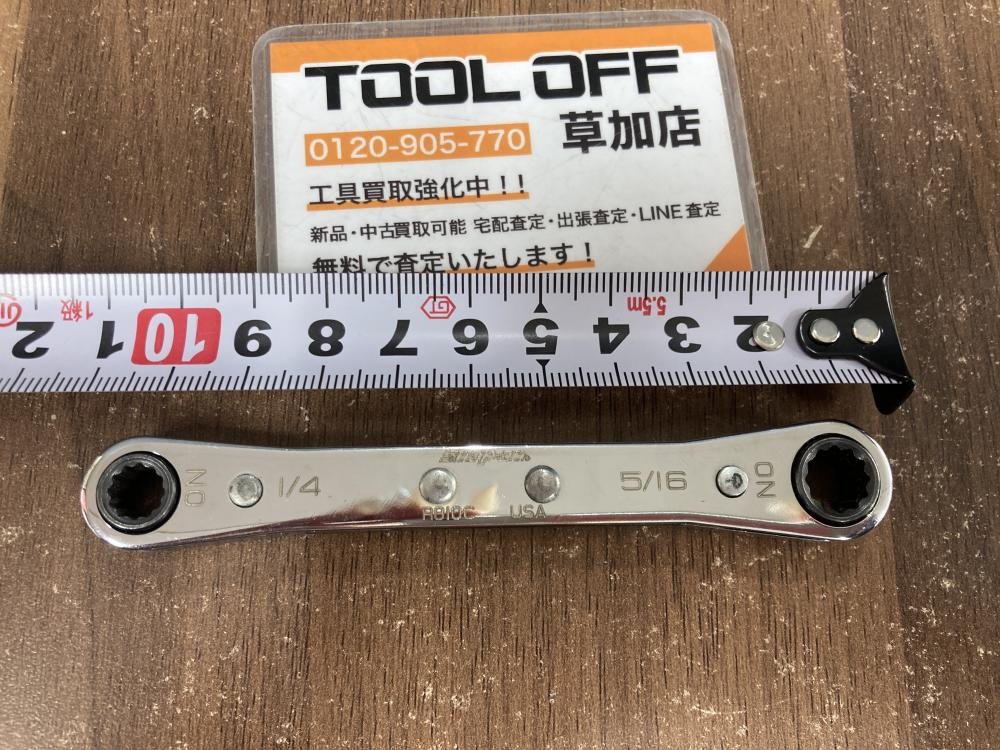 TOOL OFF
草加店
0120-905-770
工具買取強化中！！
新品・中古買取可能 宅配査定・出張査定・LINE査定
無料で査定いたします！
5.5m
1級
2 1 10 9 8 7 6 5 4 3 2
NO 1/4 5/16 ON
USA